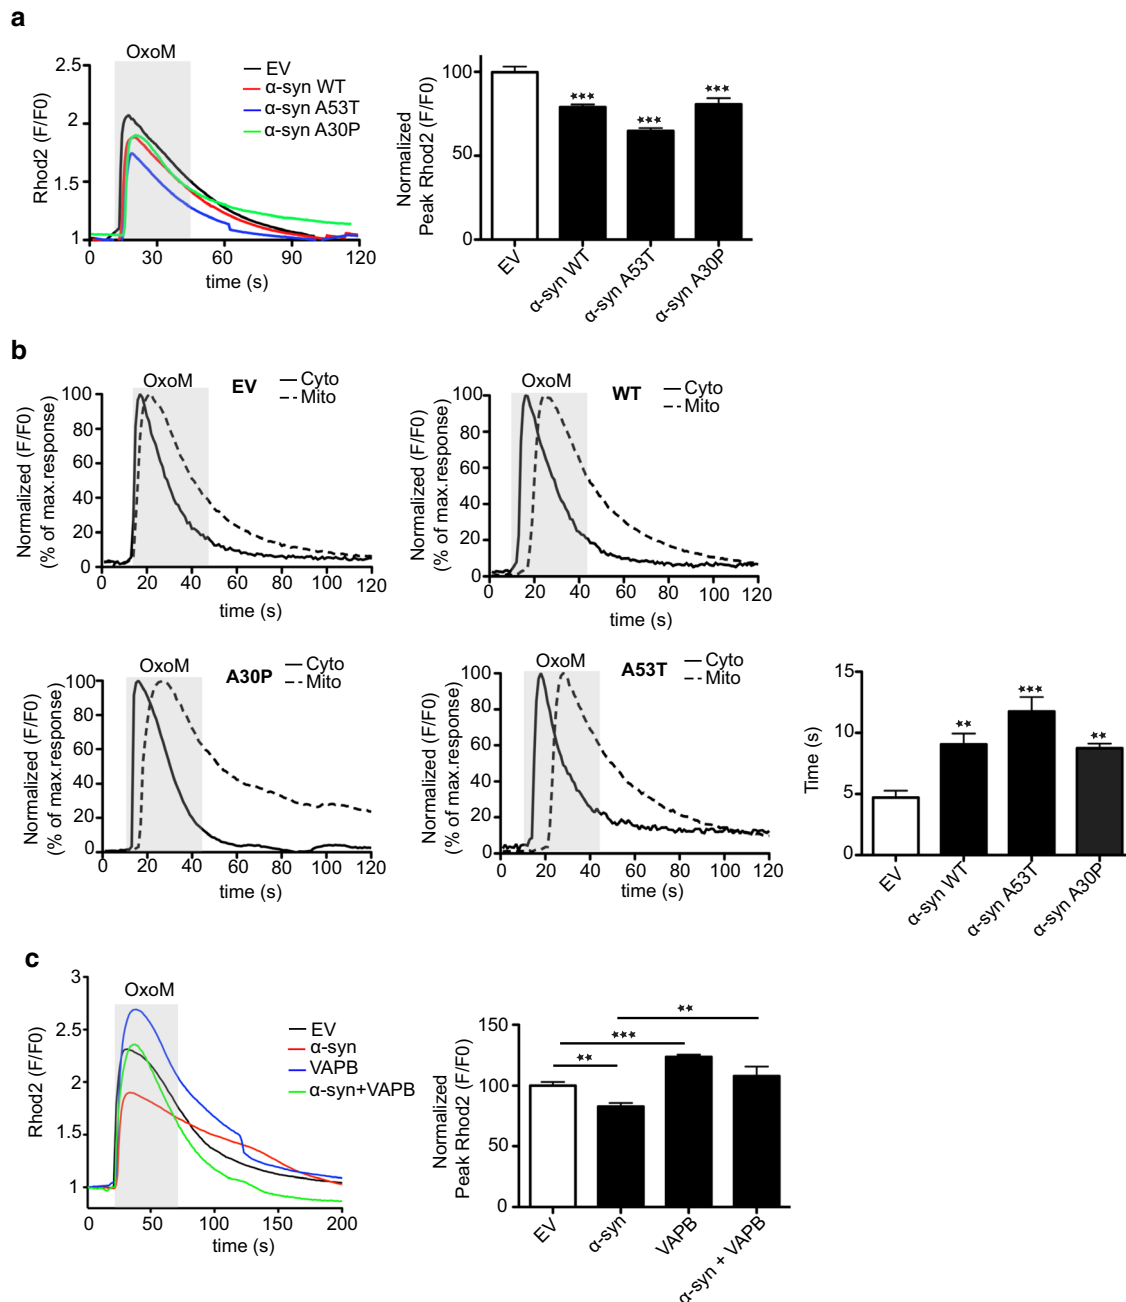 a
OxoM
EV
α-syn WT
α-syn A53T
α-syn A30P
2.5
2
1.5
1
Rhod2 (F/F0)
0 30 60 90 120
time (s)
Normalized
Peak Rhod2 (F/F0)
100
50
0
★★★
★★★
★★★
EV
α-syn WT
α-syn A53T
α-syn A30P
b
OxoM
EV
Cyto
Mito
Normalized (F/F0)
(% of max.response)
100
80
60
40
20
0
0 20 40 60 80 100 120
time (s)
OxoM
WT
Cyto
Mito
Normalized (F/F0)
(% of max.response)
100
80
60
40
20
0
0 20 40 60 80 100 120
time (s)
OxoM
A30P
Cyto
Mito
Normalized (F/F0)
(% of max.response)
100
80
60
40
20
0
0 20 40 60 80 100 120
time (s)
OxoM
A53T
Cyto
Mito
Normalized (F/F0)
(% of max.response)
100
80
60
40
20
0
0 20 40 60 80 100 120
time (s)
Time (s)
15
10
5
0
★★
★★★
★★
EV
α-syn WT
α-syn A53T
α-syn A30P
c
OxoM
EV
α-syn
VAPB
α-syn+VAPB
Rhod2 (F/F0)
3
2.5
2
1.5
1
0 50 100 150 200
time (s)
Normalized
Peak Rhod2 (F/F0)
150
100
50
0
★★
★★★
★★
EV
α-syn
VAPB
α-syn + VAPB